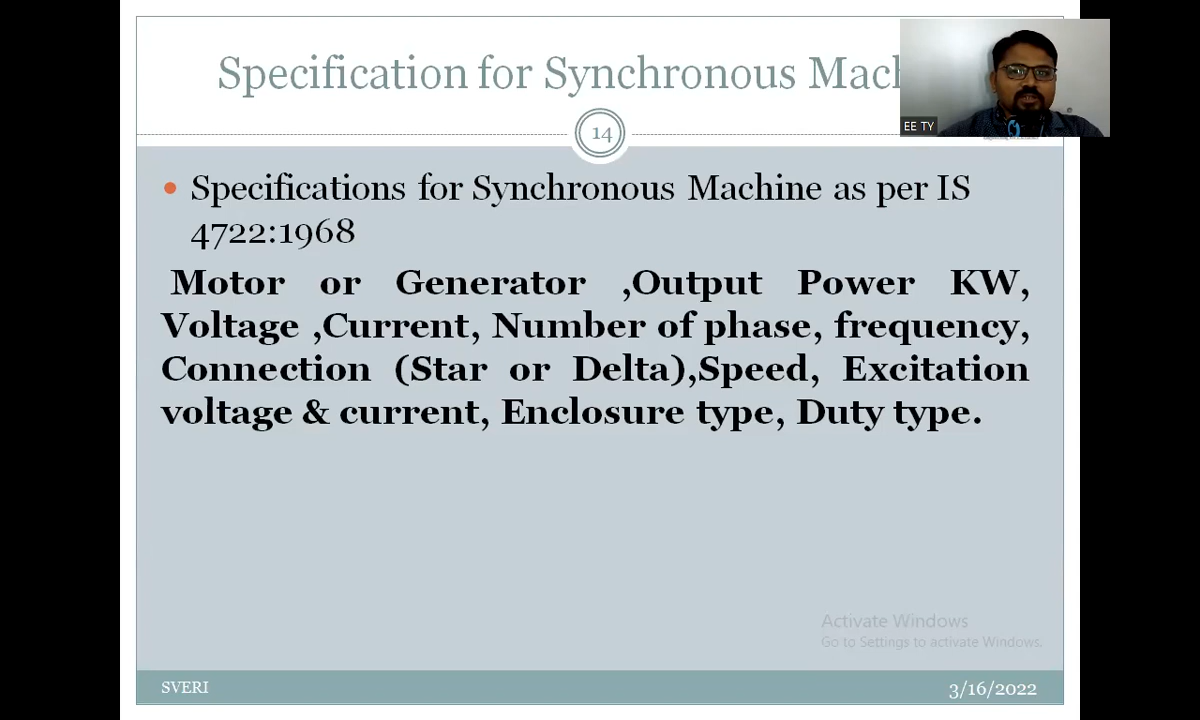 Specification for Synchronous Mach
EE TY
14
• Specifications for Synchronous Machine as per IS
4722:1968
Motor or Generator ,Output Power KW,
Voltage ,Current, Number of phase, frequency,
Connection (Star or Delta),Speed, Excitation
voltage & current, Enclosure type, Duty type.
Activate Windows
Go to Settings to activate Windows.
SVERI
3/16/2022